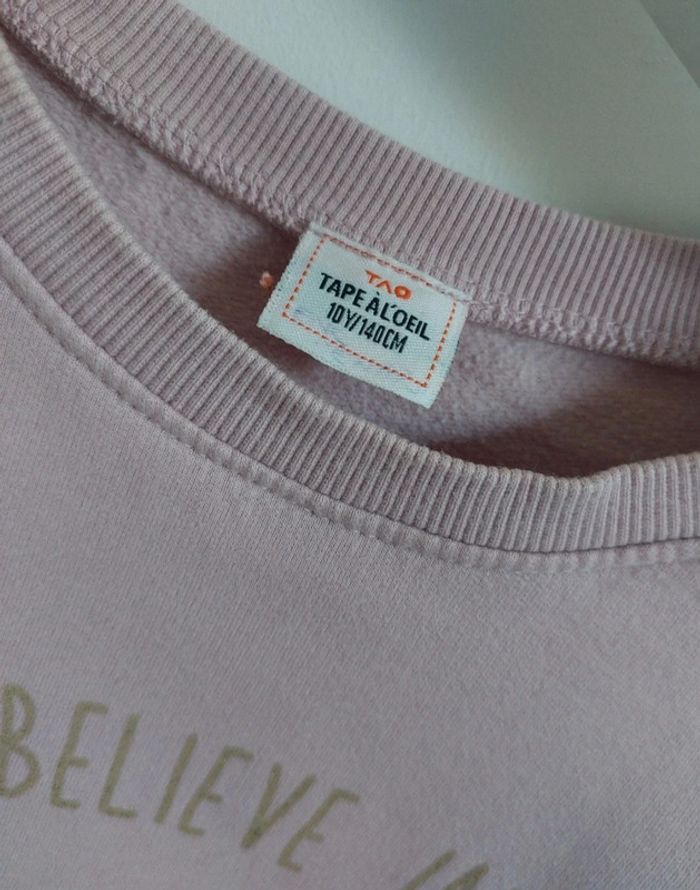 TAO
TAPE À L'OEIL
10Y/140CM
BELIEVE